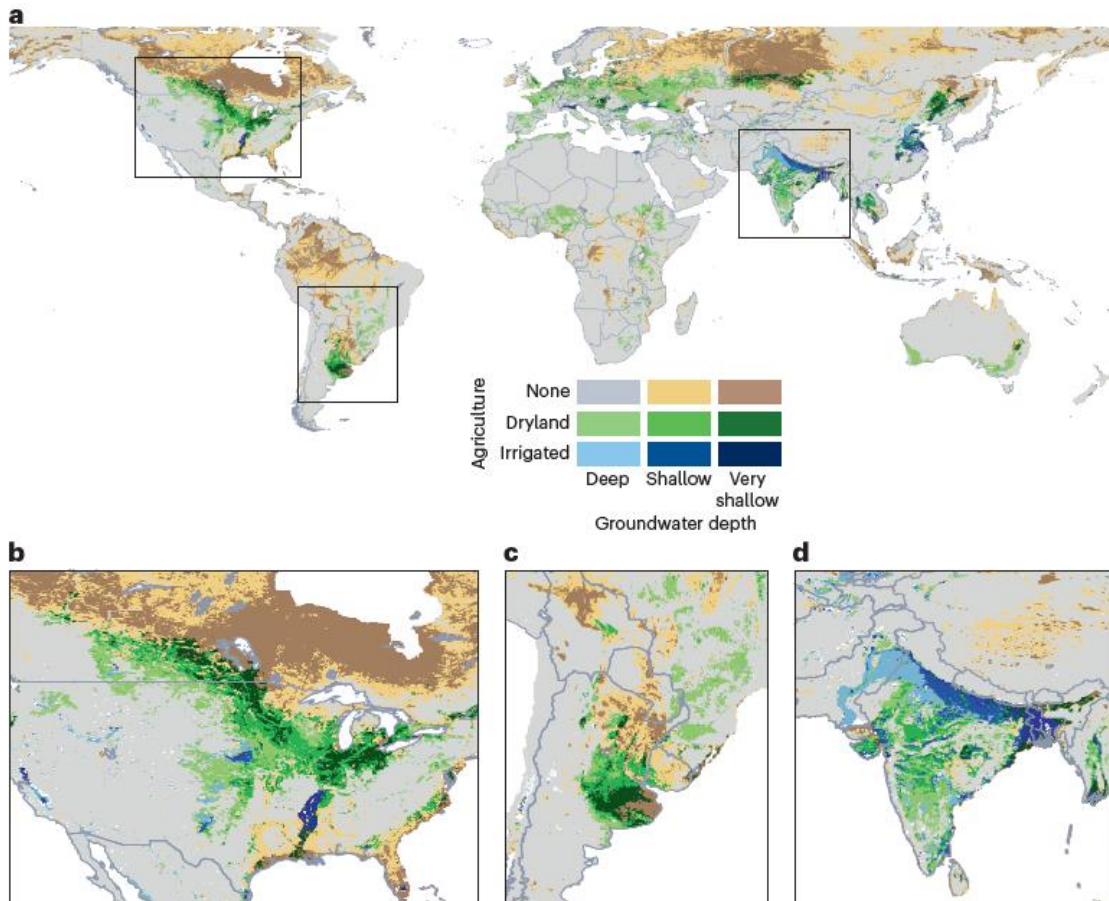 a
Agriculture
None
Dryland
Irrigated
Deep
Shallow
Very
shallow
Groundwater depth
b
c
d